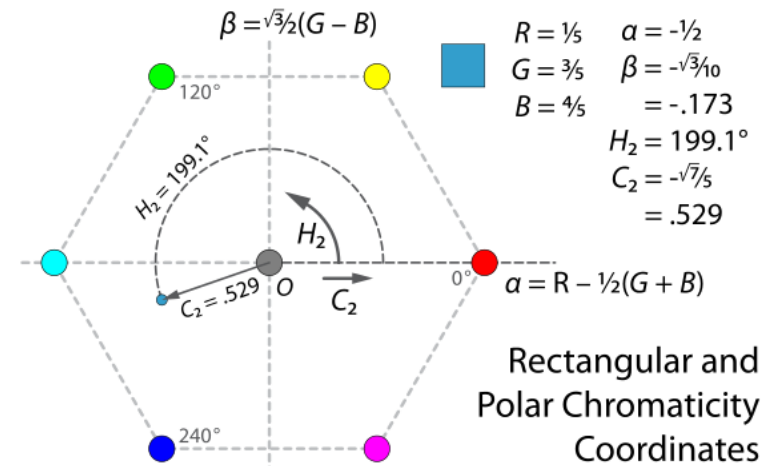 β = √3⁄2(G – B)
R = ⅕
G = ⅗
B = ⅘
α = -½
β = -√3⁄10
= -.173
H₂ = 199.1°
C₂ = -√7⁄5
= .529
120°
H₂ = 199.1°
H₂
0°
α = R – ½(G + B)
C₂ = .529
O
C₂
240°
Rectangular and
Polar Chromaticity
Coordinates